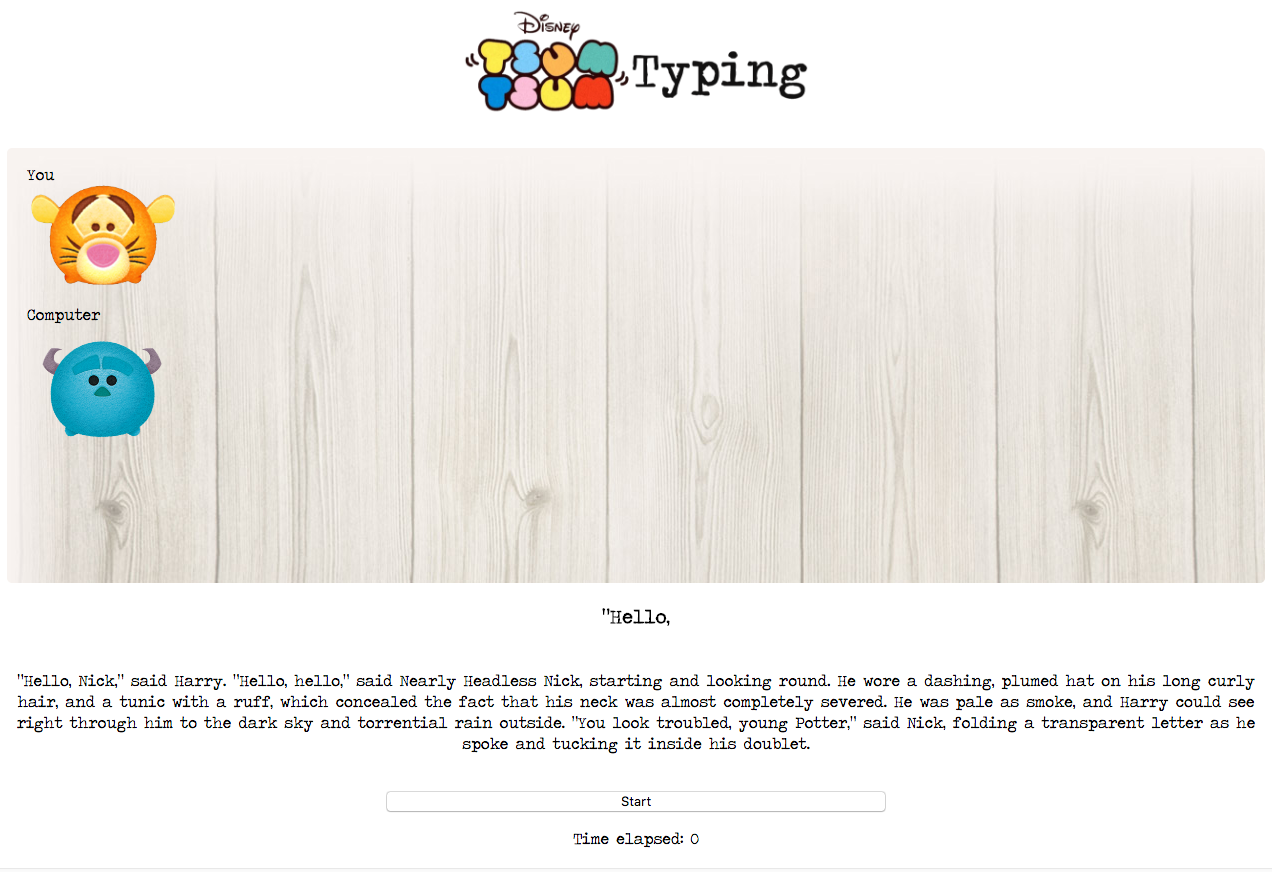 Disney
TSUM Typing
TSUM
You
Computer
"Hello,
"Hello, Nick," said Harry. "Hello, hello," said Nearly Headless Nick, starting and looking round. He wore a dashing, plumed hat on his long curly
hair, and a tunic with a ruff, which concealed the fact that his neck was almost completely severed. He was pale as smoke, and Harry could see
right through him to the dark sky and torrential rain outside. "You look troubled, young Potter," said Nick, folding a transparent letter as he
spoke and tucking it inside his doublet.
Start
Time elapsed: 0